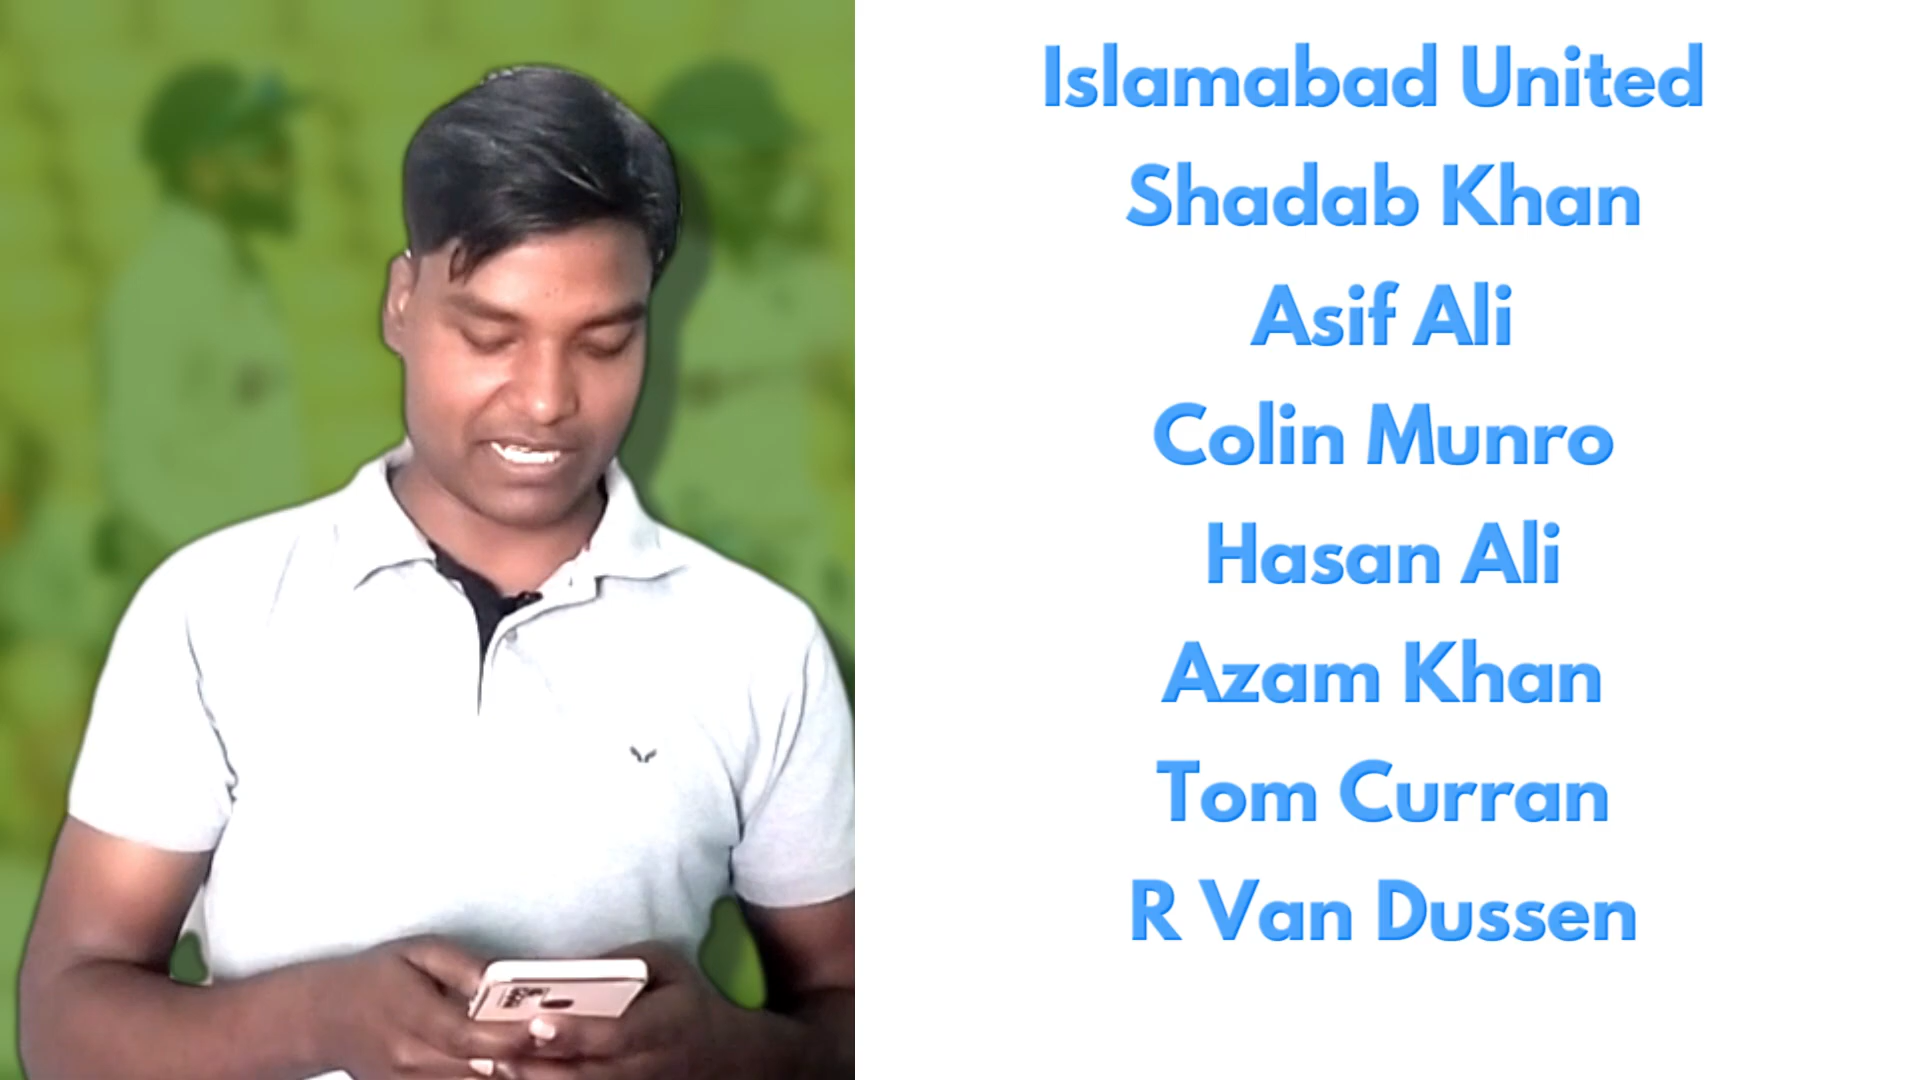 Islamabad United
Shadab Khan
Asif Ali
Colin Munro
Hasan Ali
Azam Khan
Tom Curran
R Van Dussen